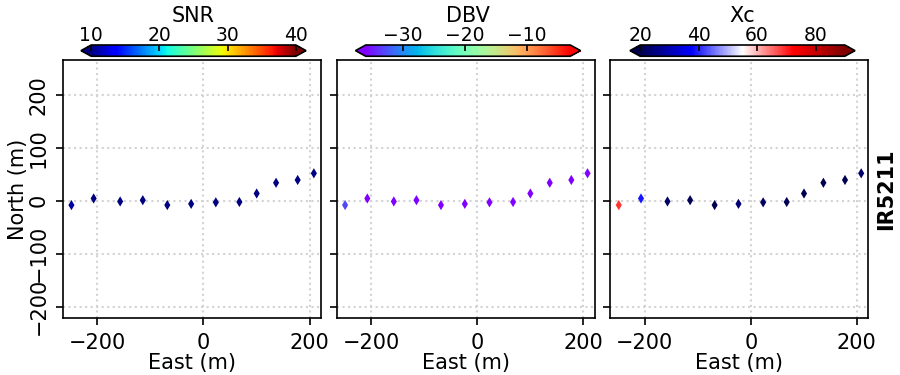 SNR DBV Xc
10 20 30 40 −30 −20 −10 20 40 60 80
200
100
0
−100
−200
North (m)
−200 0 200 −200 0 200 −200 0 200
East (m) East (m) East (m)
IR5211